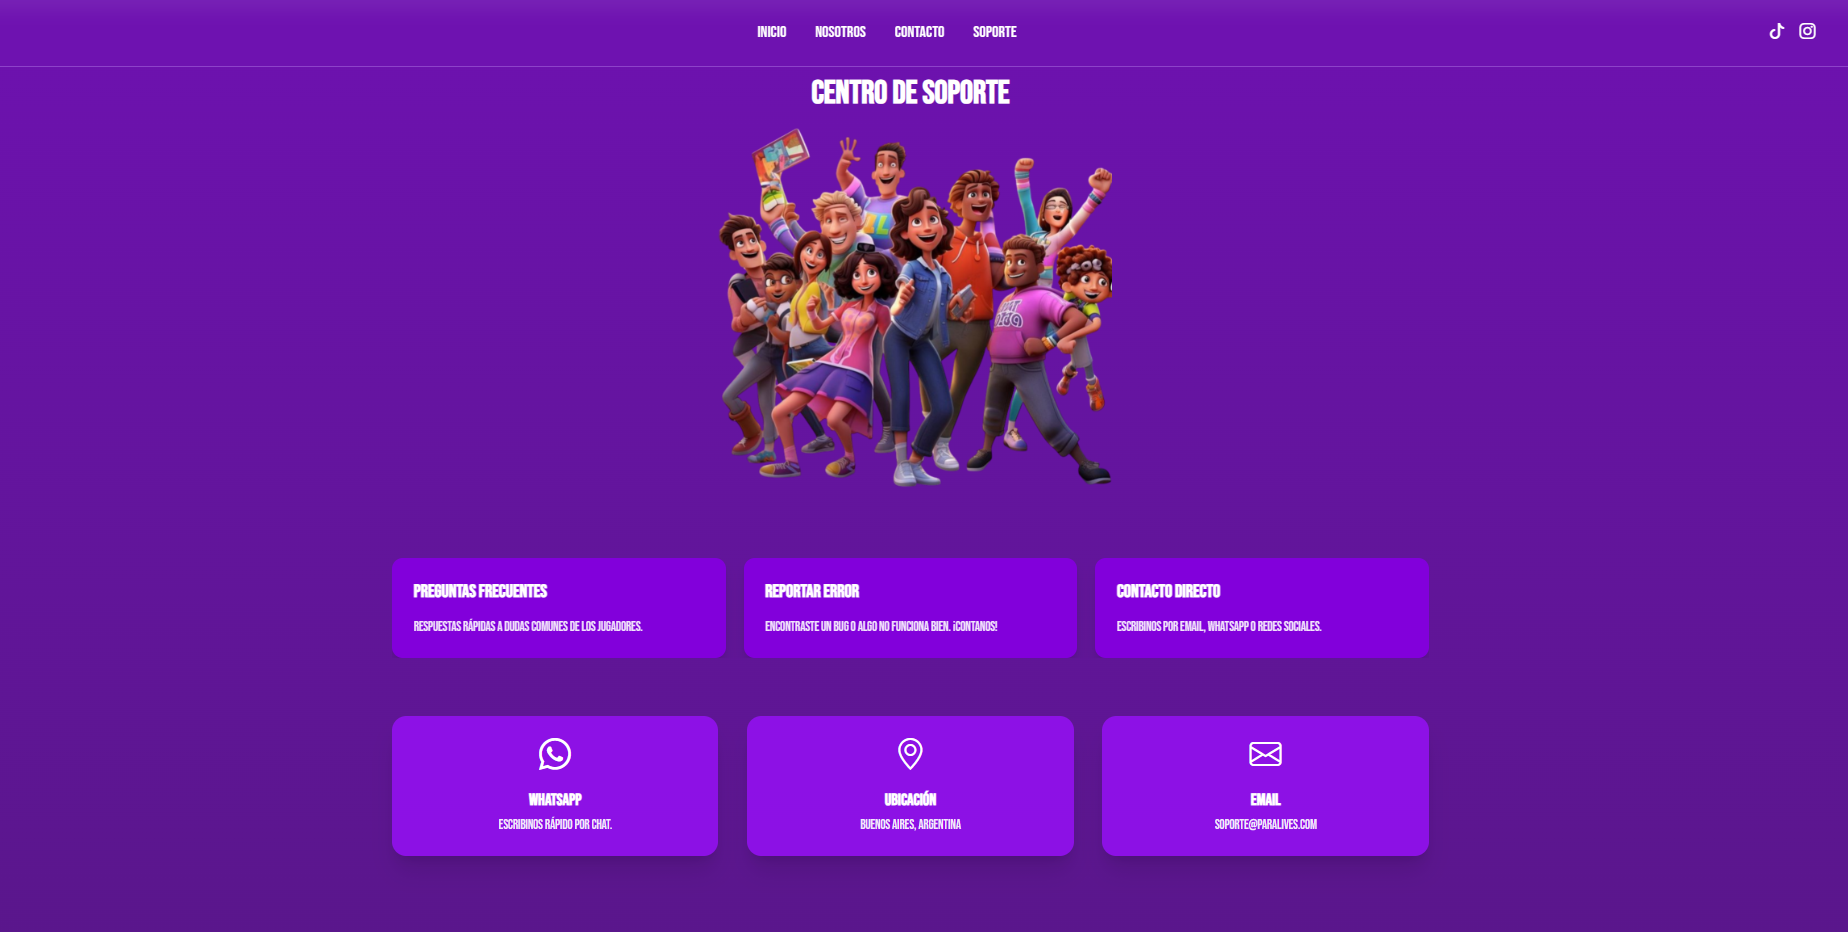 INICIO NOSOTROS CONTACTO SOPORTE
CENTRO DE SOPORTE
PREGUNTAS FRECUENTES
RESPUESTAS RÁPIDAS A DUDAS COMUNES DE LOS JUGADORES.
REPORTAR ERROR
ENCONTRASTE UN BUG O ALGO NO FUNCIONA BIEN. ¡CONTANOS!
CONTACTO DIRECTO
ESCRIBINOS POR EMAIL, WHATSAPP O REDES SOCIALES.
WHATSAPP
ESCRIBINOS RÁPIDO POR CHAT.
UBICACIÓN
BUENOS AIRES, ARGENTINA
EMAIL
SOPORTE@PARALIVES.COM